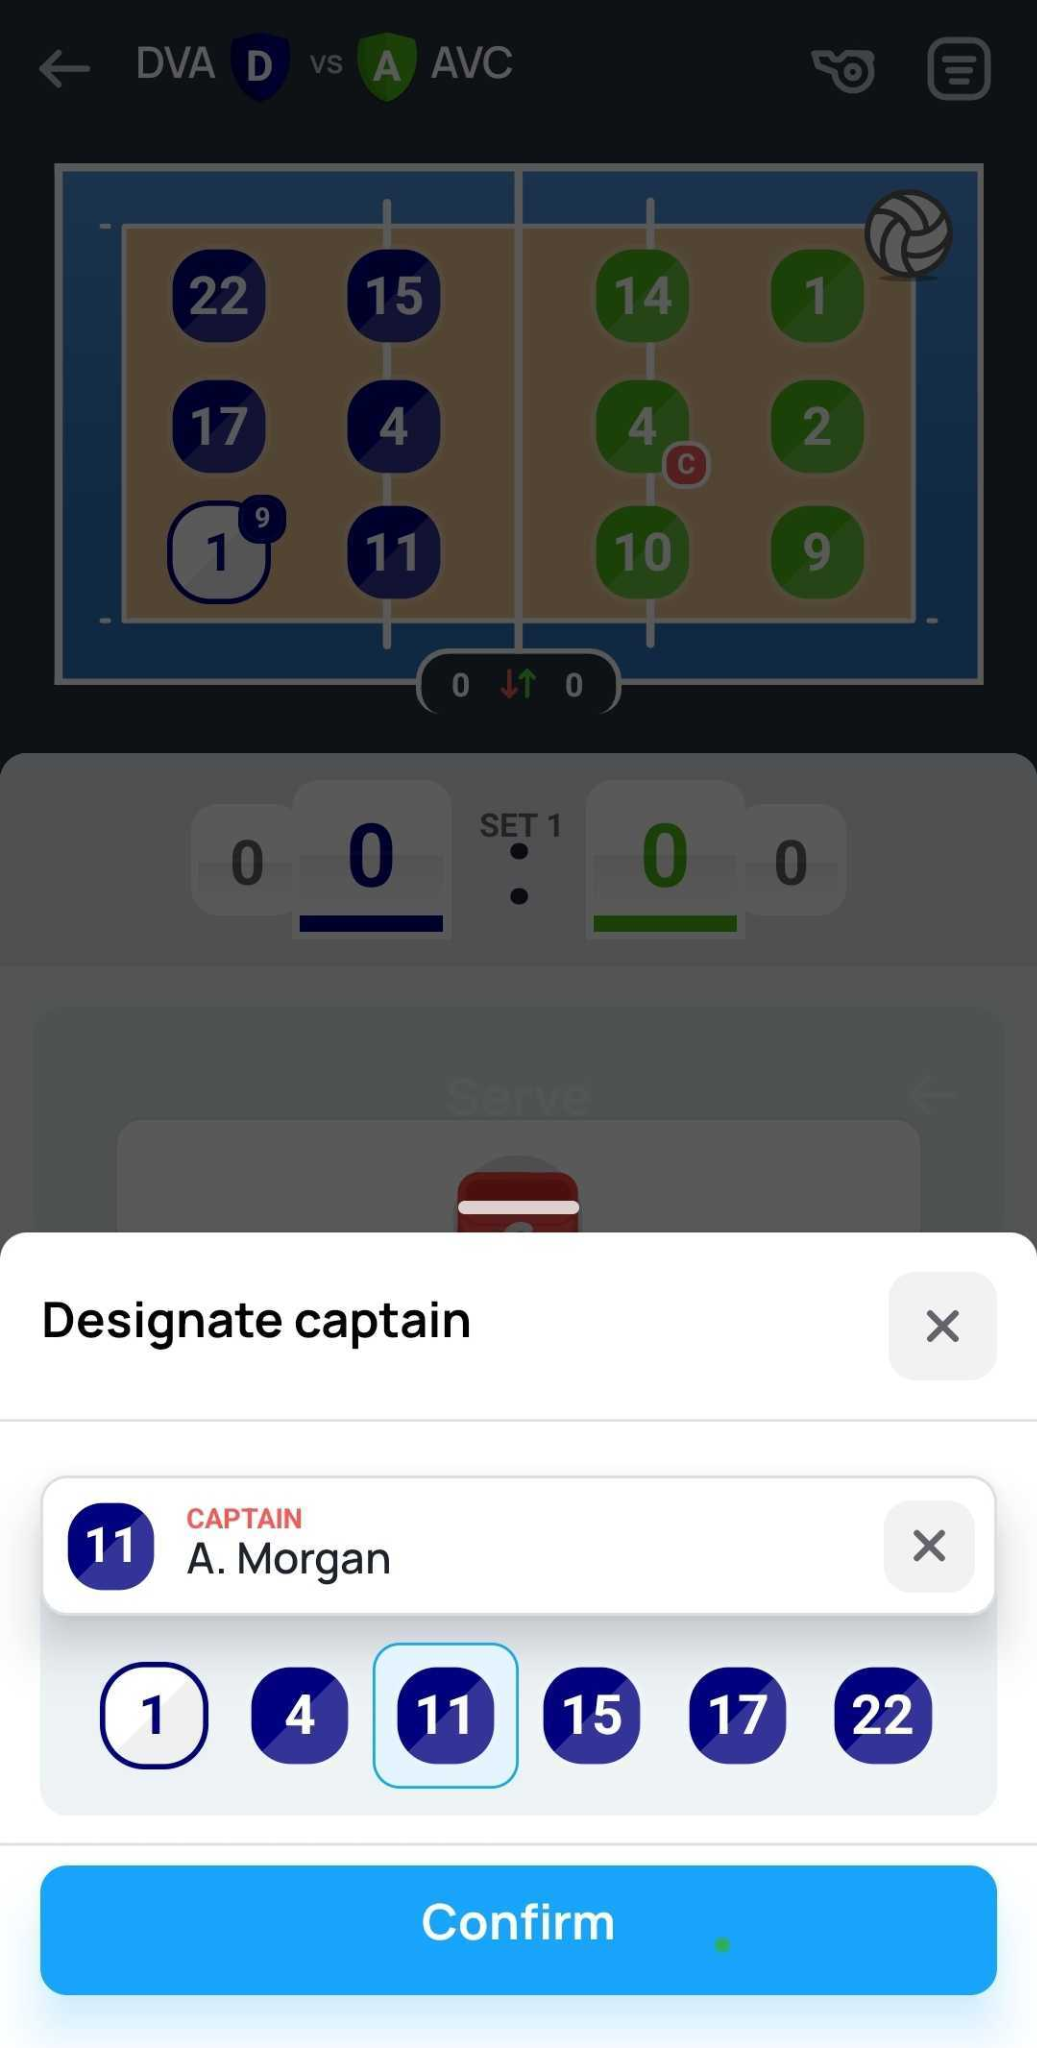 DVA D vs A AVC
22 15 14 1
17 4 4 C 2
1 9 11 10 9
0 0
SET 1
0 0 0 0
Serve
Designate captain
CAPTAIN
11 A. Morgan
1 4 11 15 17 22
Confirm